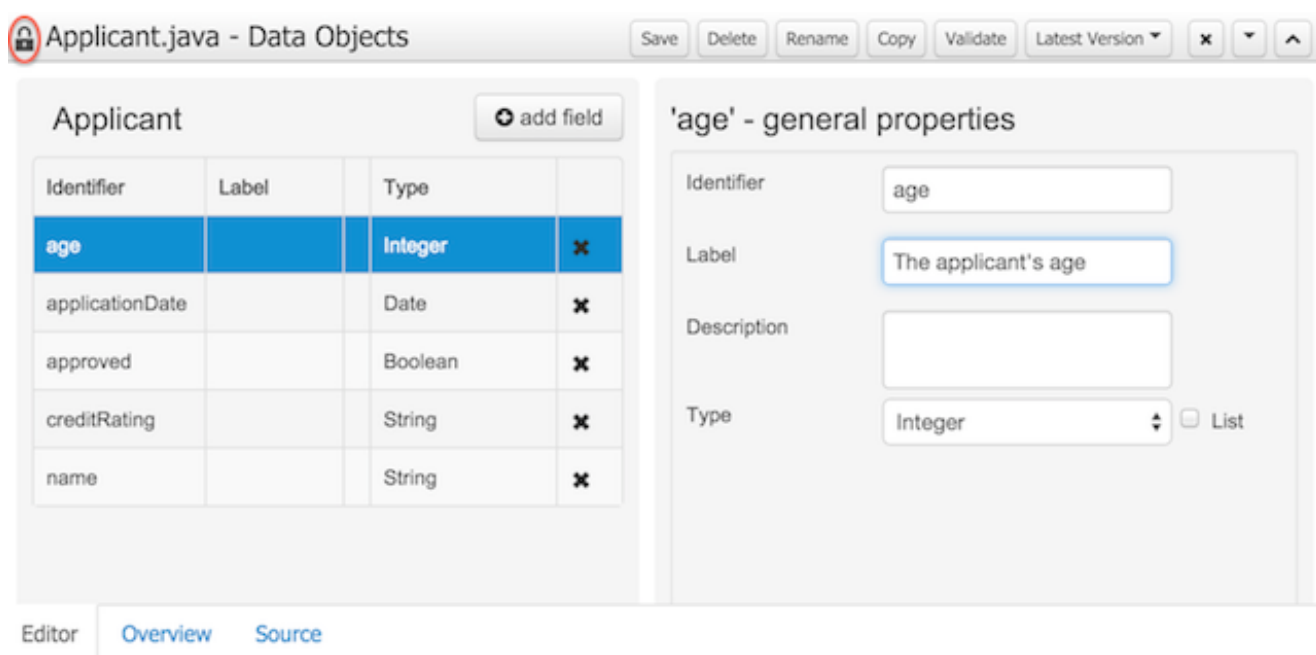 Applicant.java - Data Objects
Save Delete Rename Copy Validate Latest Version
Applicant
add field
Identifier Label Type
age Integer
applicationDate Date
approved Boolean
creditRating String
name String
'age' - general properties
Identifier age
Label The applicant's age
Description
Type Integer List
Editor Overview Source